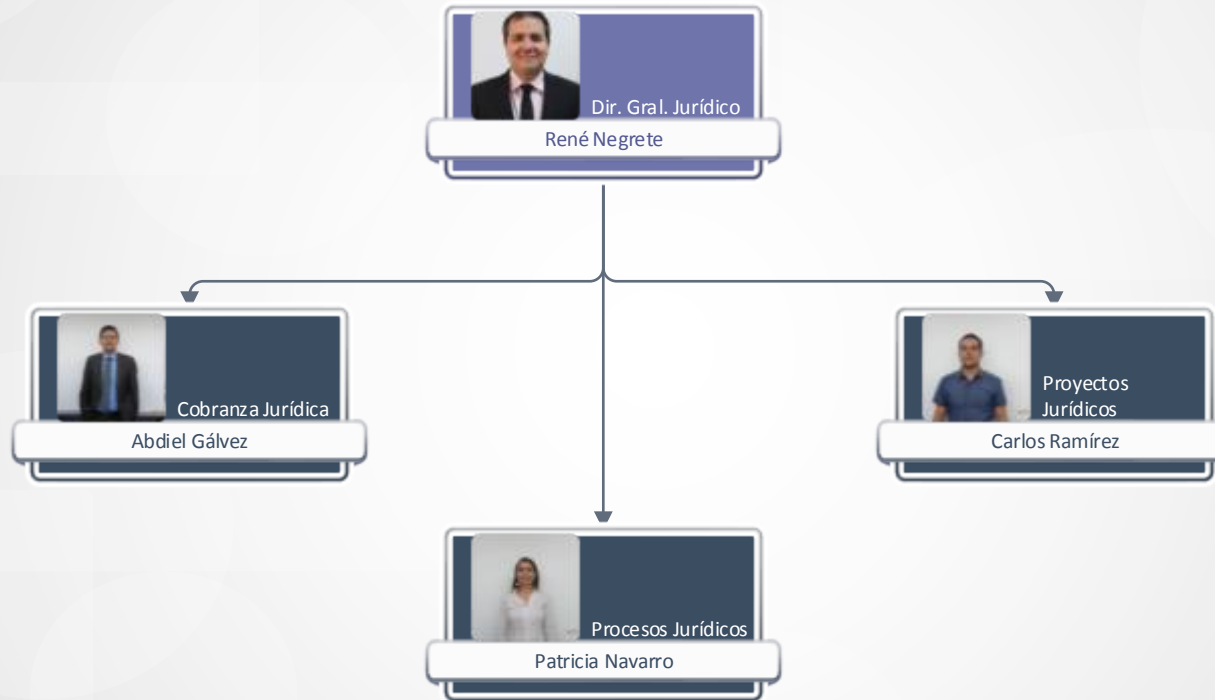 Dir. Gral. Jurídico
René Negrete
Cobranza Jurídica
Abdiel Gálvez
Proyectos
Jurídicos
Carlos Ramírez
Procesos Jurídicos
Patricia Navarro